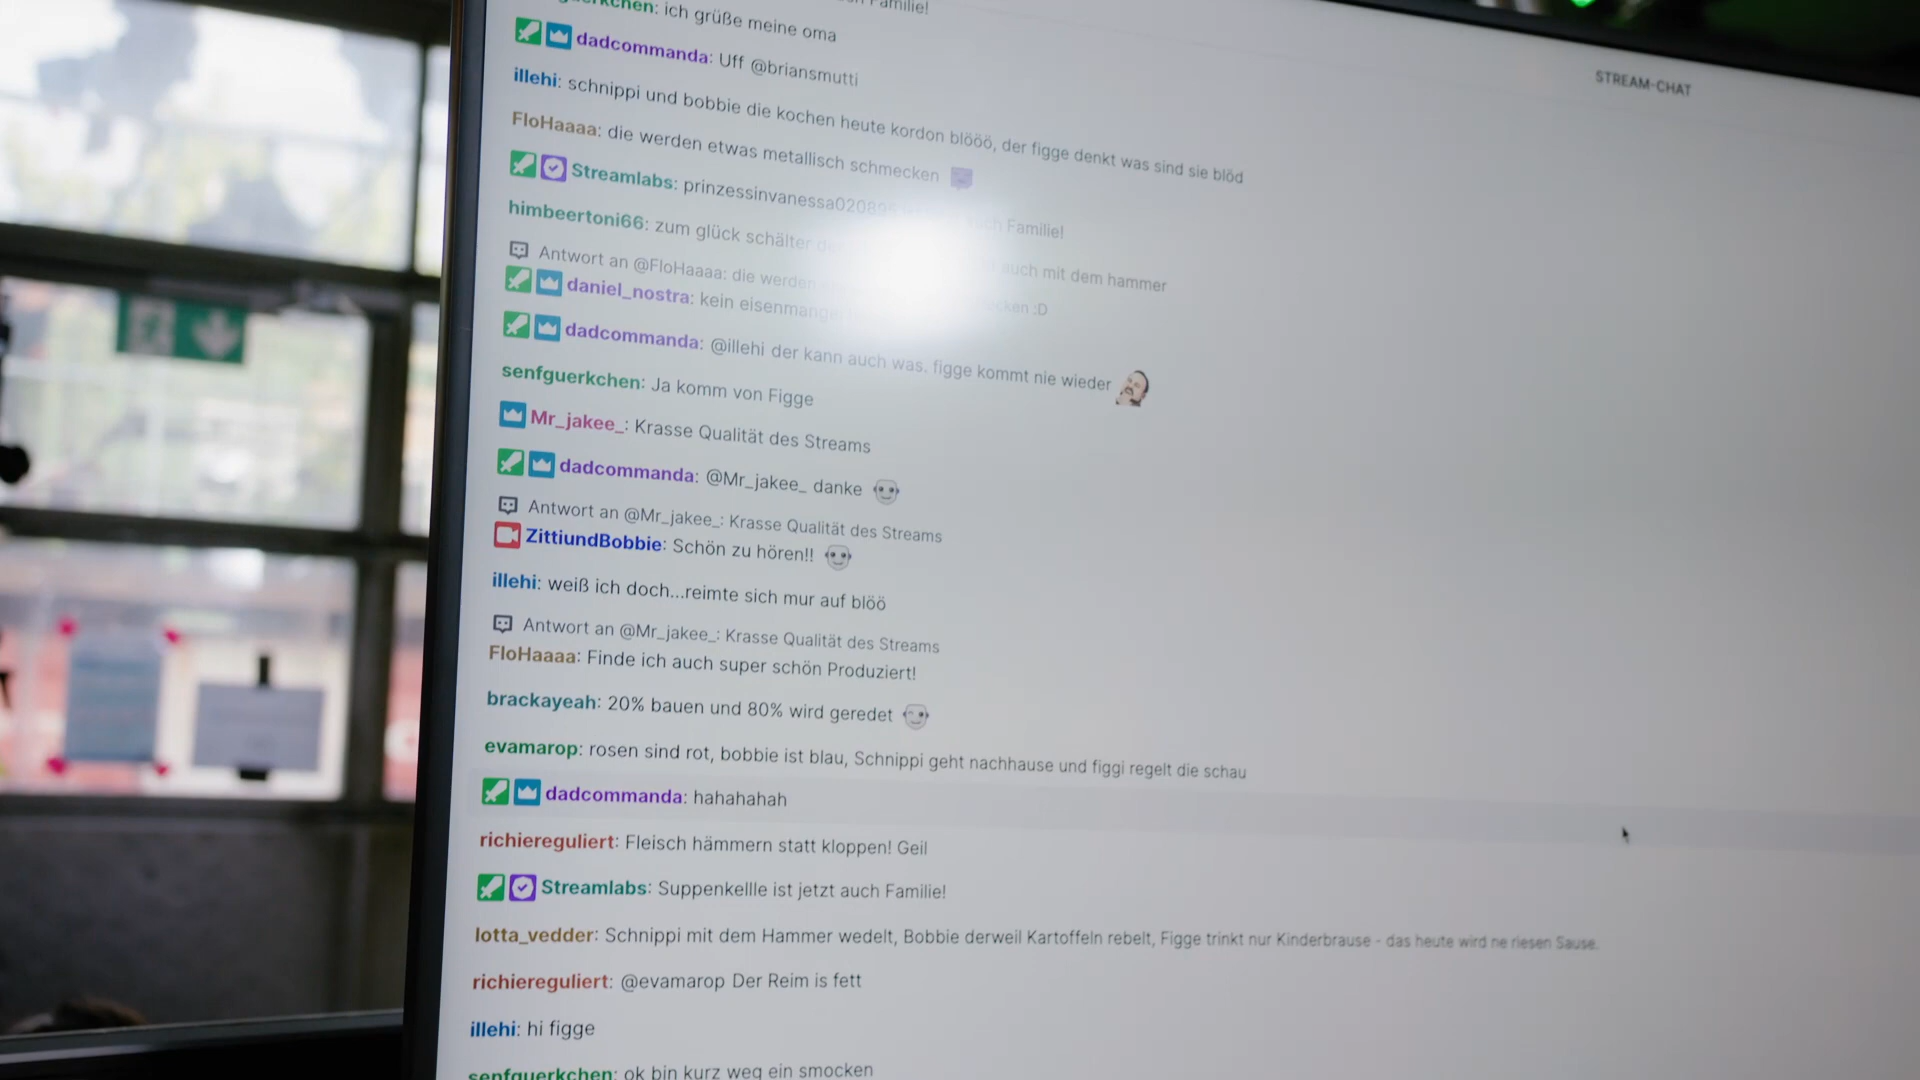 Familie!
senfguerkchen: ich grüße meine oma
STREAM-CHAT
dadcommanda: Uff @briansmutti
illehi: schnippi und bobbie die kochen heute kordon blööö, der figge denkt was sind sie blöd
FloHaaaa: die werden etwas metallisch schmecken
Streamlabs: prinzessinvanessa0208 auch Familie!
himbeertoni66: zum glück schälter auch mit dem hammer
Antwort an @FloHaaaa: die werden :D
daniel_nostra: kein eisenmangel
dadcommanda: @illehi der kann auch was. figge kommt nie wieder
senfguerkchen: Ja komm von Figge
Mr_jakee_: Krasse Qualität des Streams
dadcommanda: @Mr_jakee_ danke
Antwort an @Mr_jakee_: Krasse Qualität des Streams
ZittiundBobbie: Schön zu hören!!
illehi: weiß ich doch...reimte sich mur auf blöö
Antwort an @Mr_jakee_: Krasse Qualität des Streams
FloHaaaa: Finde ich auch super schön Produziert!
brackayeah: 20% bauen und 80% wird geredet
evamarop: rosen sind rot, bobbie ist blau, Schnippi geht nachhause und figgi regelt die schau
dadcommanda: hahahahah
richiereguliert: Fleisch hämmern statt kloppen! Geil
Streamlabs: Suppenkellle ist jetzt auch Familie!
lotta_vedder: Schnippi mit dem Hammer wedelt, Bobbie derweil Kartoffeln rebelt, Figge trinkt nur Kinderbrause - das heute wird ne riesen Sause.
richiereguliert: @evamarop Der Reim is fett
illehi: hi figge
senfguerkchen: ok bin kurz weg ein smocken